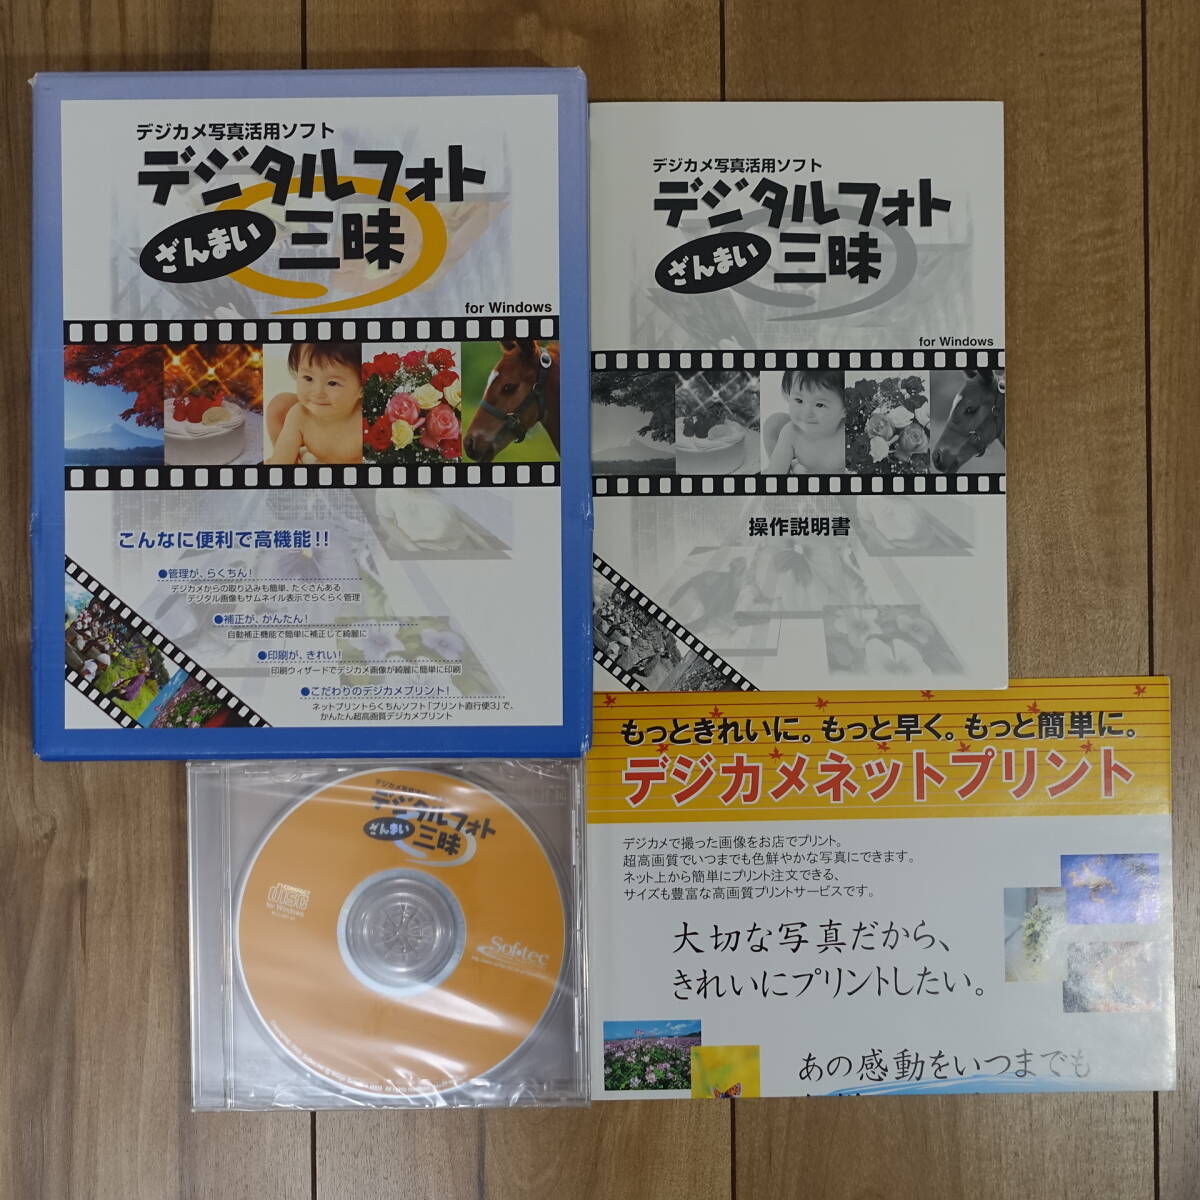 デジカメ写真活用ソフト
デジタルフォト
ざんまい
三昧
for Windows
こんなに便利で高機能!!
●管理が、らくちん!
デジカメからの取り込みも簡単、たくさんある
デジタル画像もサムネイル表示でらくらく管理
●補正が、かんたん!
自動補正機能で簡単に補正して綺麗に
●印刷が、きれい!
印刷ウィザードでデジカメ画像が綺麗に簡単に印刷
●こだわりのデジカメプリント!
ネットプリントらくちんソフト「プリント直行便3」で、
かんたん超高画質デジカメプリント
デジカメ写真活用ソフト
デジタルフォト
ざんまい
三昧
for Windows
操作説明書
デジカメ写真活用ソフト
デジタルフォト
ざんまい
三昧
COMPACT
disc
for Windows
Softec
もっときれいに。もっと早く。もっと簡単に。
デジカメネットプリント
デジカメで撮った画像をお店でプリント。
超高画質でいつまでも色鮮やかな写真にできます。
ネット上から簡単にプリント注文できる、
サイズも豊富な高画質プリントサービスです。
大切な写真だから、
きれいにプリントしたい。
あの感動をいつまでも